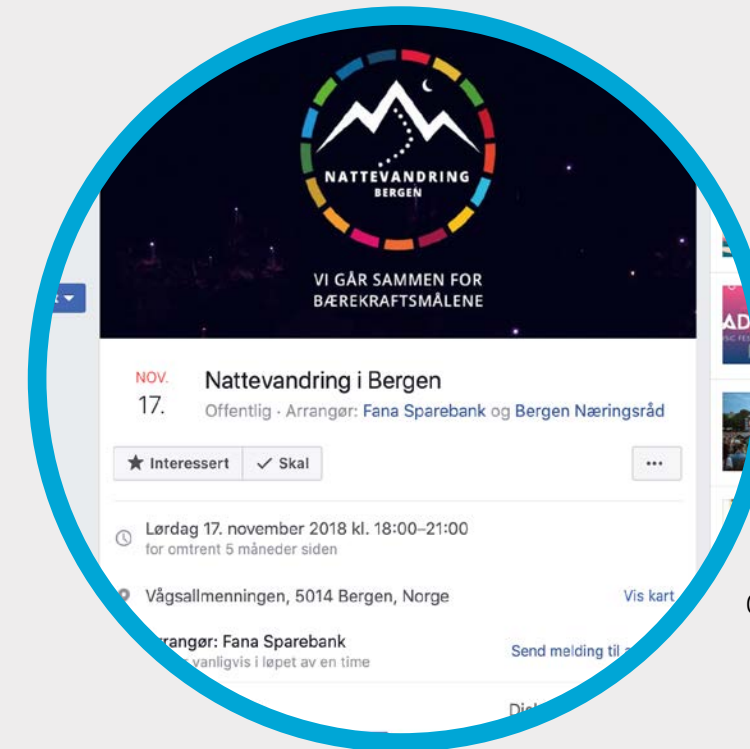 NATTEVANDRING
BERGEN
VI GÅR SAMMEN FOR
BÆREKRAFTSMÅLENE
NOV.
17.
Nattevandring i Bergen
Offentlig · Arrangør: Fana Sparebank og Bergen Næringsråd
Interessert
Skal
Lørdag 17. november 2018 kl. 18:00–21:00
for omtrent 5 måneder siden
Vågsallmenningen, 5014 Bergen, Norge
Vis kart
Fana Sparebank
vanligvis i løpet av en time
Send melding til